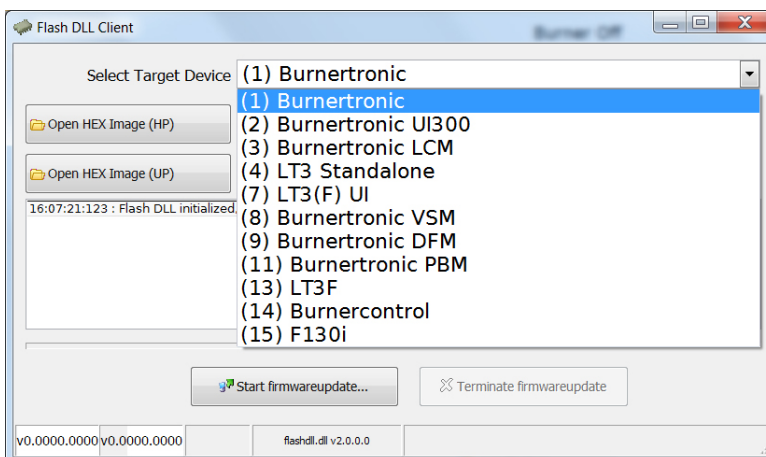 Flash DLL Client
Burner Off
Select Target Device (1) Burnertronic
(1) Burnertronic
(2) Burnertronic UI300
(3) Burnertronic LCM
(4) LT3 Standalone
(7) LT3(F) UI
(8) Burnertronic VSM
(9) Burnertronic DFM
(11) Burnertronic PBM
(13) LT3F
(14) Burnercontrol
(15) F130i
Open HEX Image (HP)
Open HEX Image (UP)
16:07:21:123 : Flash DLL initialized.
Start firmwareupdate...
Terminate firmwareupdate
v0.0000.0000 v0.0000.0000
flashdll.dll v2.0.0.0